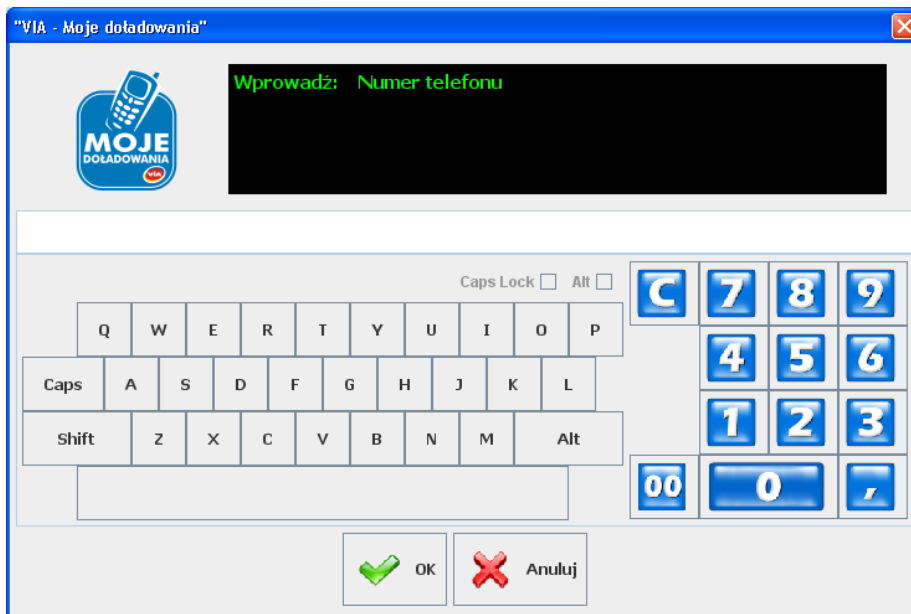 "VIA - Moje doładowania"
Wprowadź: Numer telefonu
MOJE
DOŁADOWANIA
VIA
Caps Lock Alt
C 7 8 9
Q W E R T Y U I O P
4 5 6
Caps A S D F G H J K L
1 2 3
Shift Z X C V B N M Alt
00 0 ,
OK Anuluj